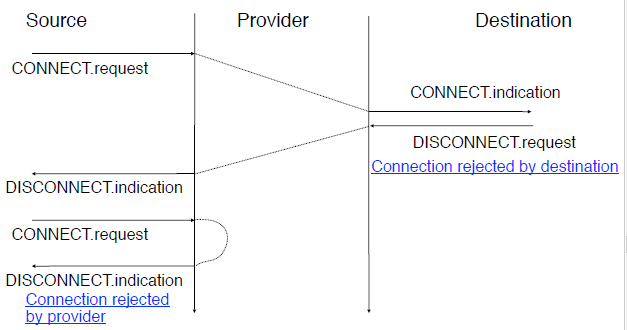 Source
Provider
Destination
CONNECT.request
CONNECT.indication
DISCONNECT.request
Connection rejected by destination
DISCONNECT.indication
CONNECT.request
DISCONNECT.indication
Connection rejected
by provider